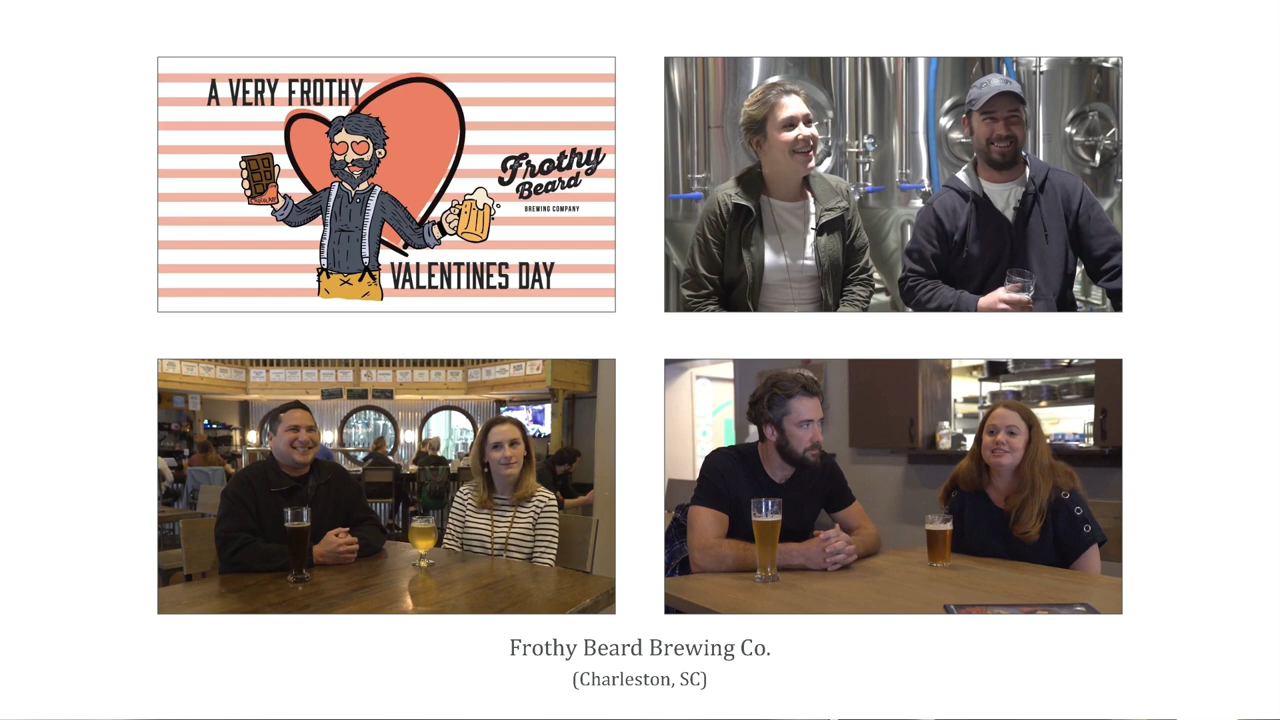 A VERY FROTHY
Frothy
Beard
BREWING COMPANY
VALENTINES DAY
Frothy Beard Brewing Co.
(Charleston, SC)